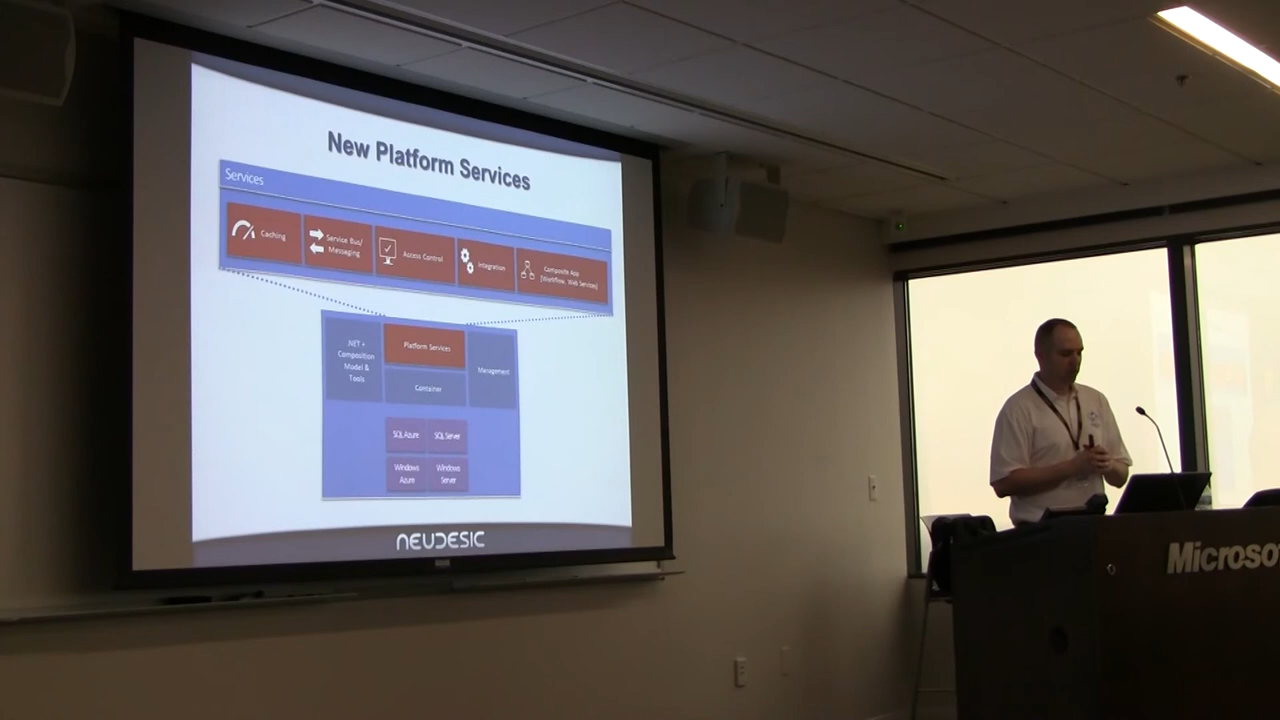 New Platform Services
Services
Caching
Service Bus/
Messaging
Access Control
Integration
Composite App
(Workflow, Web Services)
.NET +
Composition
Model &
Tools
Platform Services
Container
Management
SQL Azure
SQL Server
Windows
Azure
Windows
Server
NEUDESIC
Microso